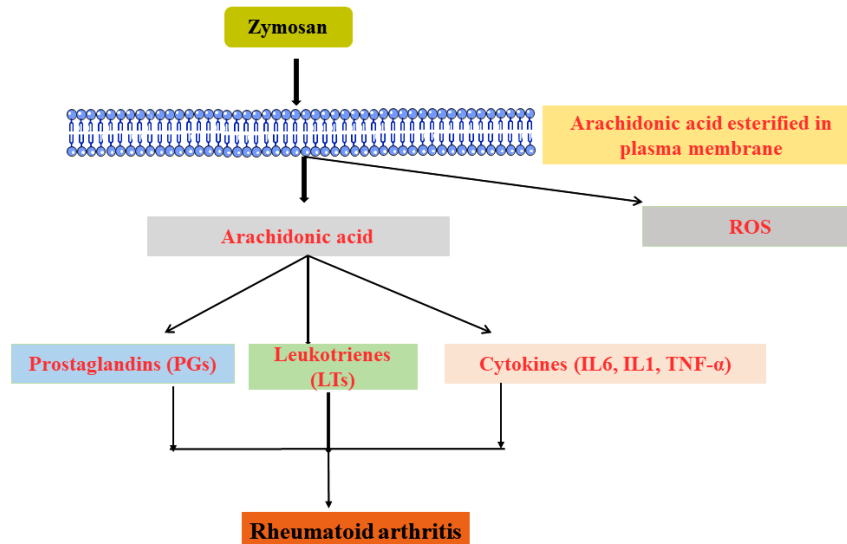 Zymosan
Arachidonic acid esterified in
plasma membrane
Arachidonic acid
ROS
Prostaglandins (PGs)
Leukotrienes
(LTs)
Cytokines (IL6, IL1, TNF-α)
Rheumatoid arthritis